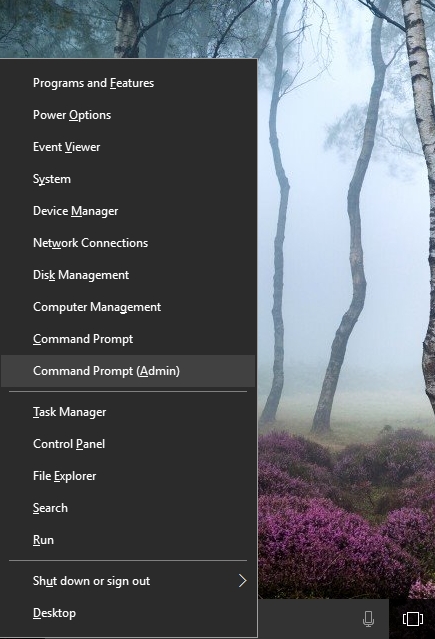 Programs and Features
Power Options
Event Viewer
System
Device Manager
Network Connections
Disk Management
Computer Management
Command Prompt
Command Prompt (Admin)
Task Manager
Control Panel
File Explorer
Search
Run
Shut down or sign out
Desktop